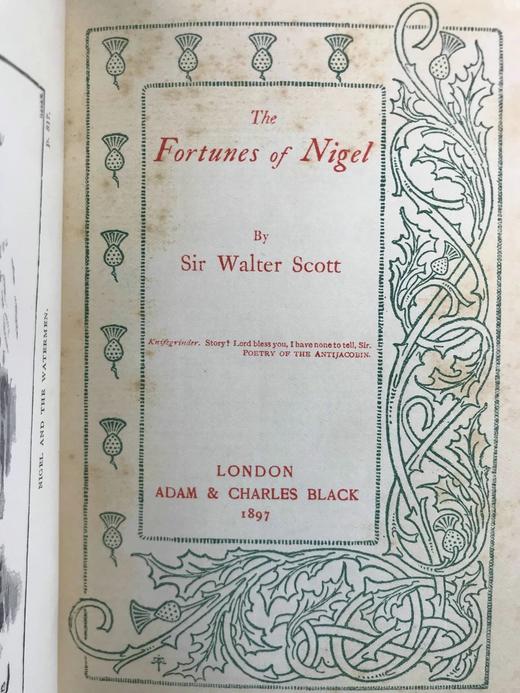 The
Fortunes of Nigel
By
Sir Walter Scott
Knifegrinder. Story! Lord bless you, I have none to tell, Sir.
POETRY OF THE ANTIJACOBIN.
LONDON
ADAM & CHARLES BLACK
1897
NIGEL AND THE WATERMEN.
p. 817.